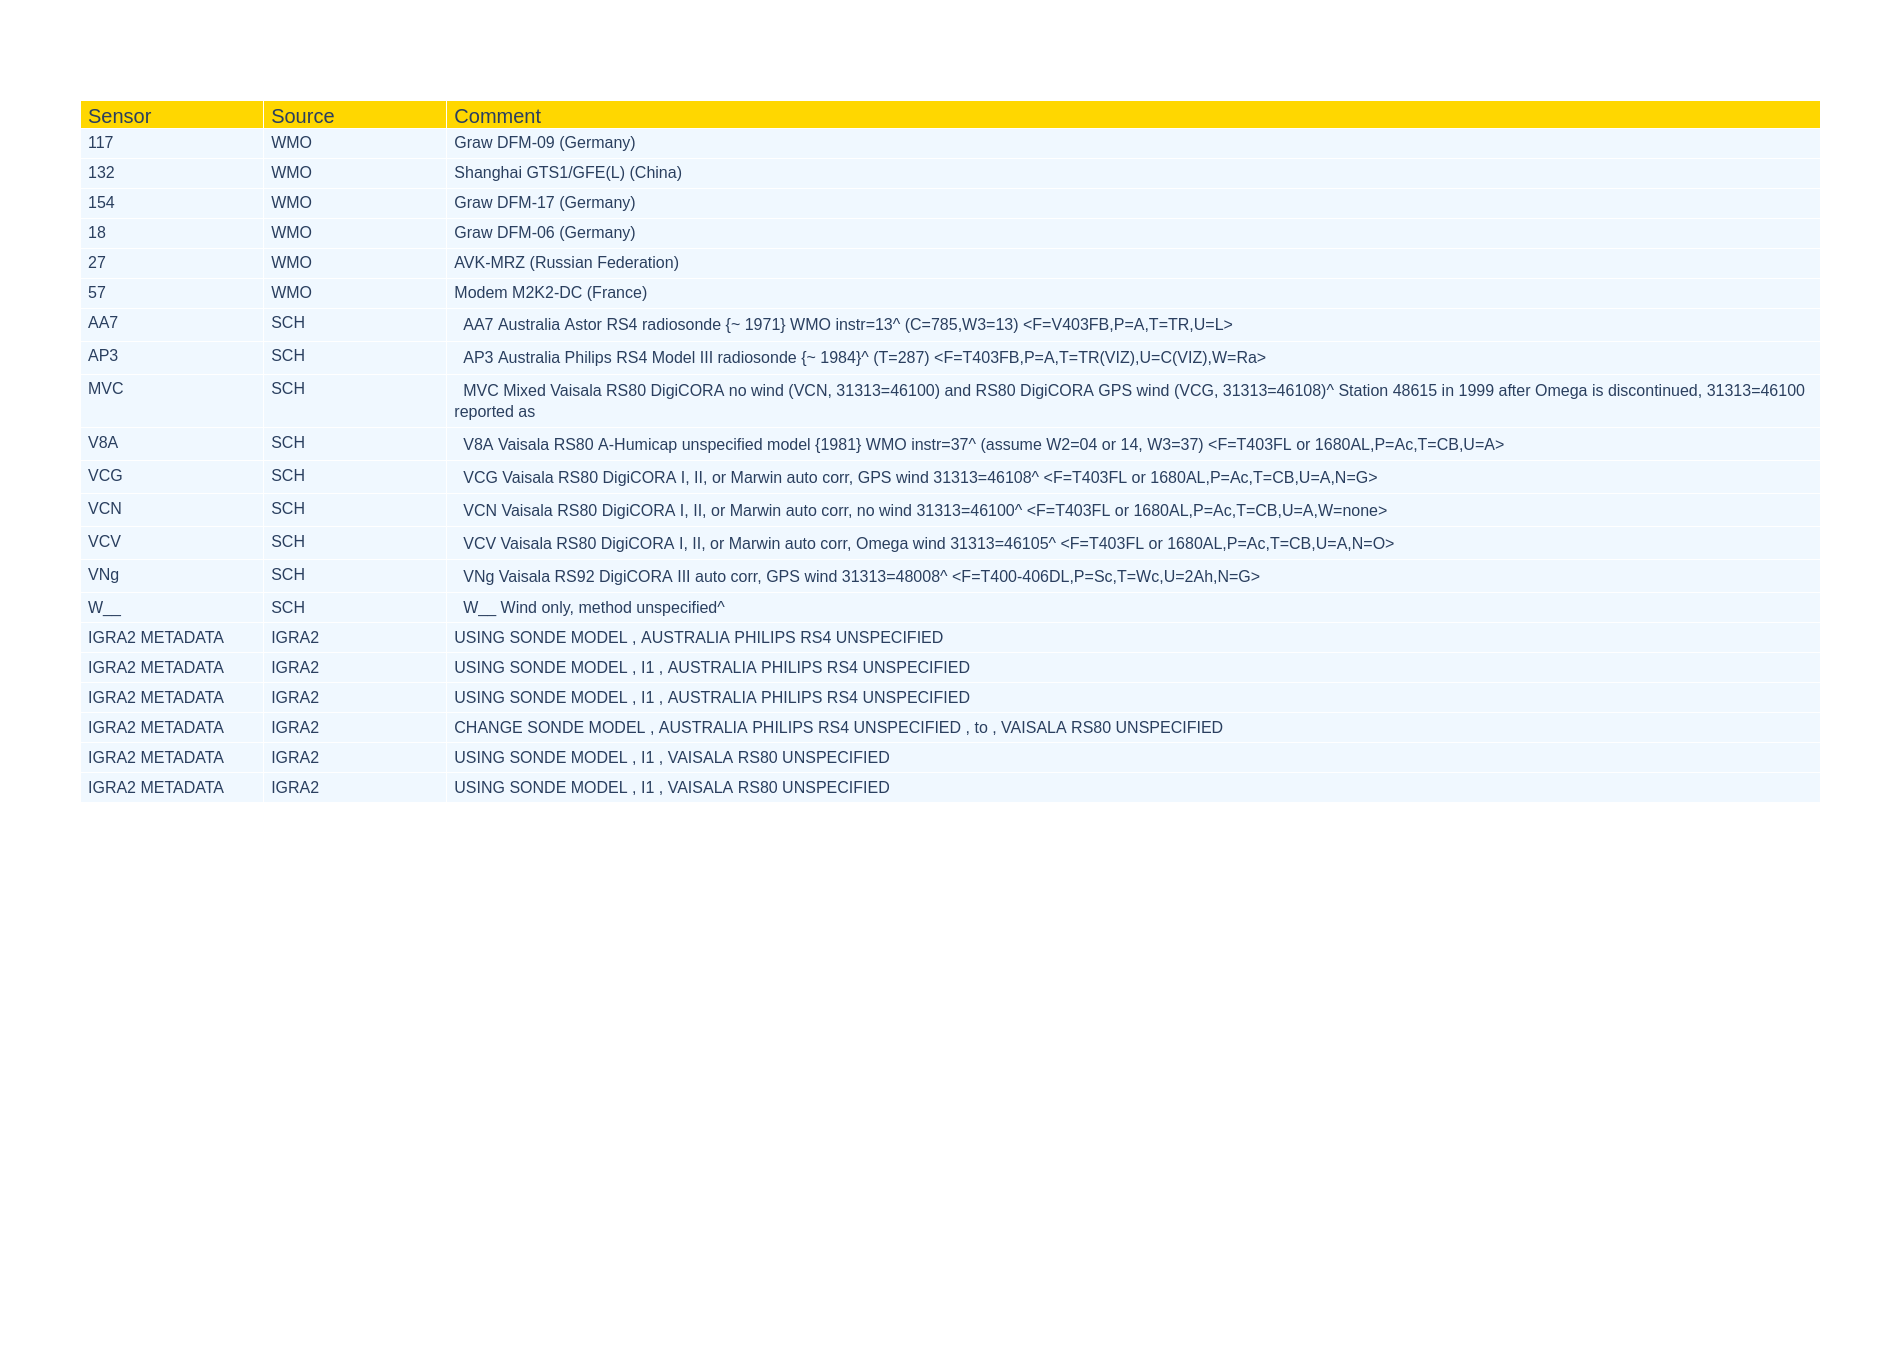 Sensor Source Comment
117 WMO Graw DFM-09 (Germany)
132 WMO Shanghai GTS1/GFE(L) (China)
154 WMO Graw DFM-17 (Germany)
18 WMO Graw DFM-06 (Germany)
27 WMO AVK-MRZ (Russian Federation)
57 WMO Modem M2K2-DC (France)
AA7 SCH AA7 Australia Astor RS4 radiosonde {~ 1971} WMO instr=13^ (C=785,W3=13) <F=V403FB,P=A,T=TR,U=L>
AP3 SCH AP3 Australia Philips RS4 Model III radiosonde {~ 1984}^ (T=287) <F=T403FB,P=A,T=TR(VIZ),U=C(VIZ),W=Ra>
MVC SCH MVC Mixed Vaisala RS80 DigiCORA no wind (VCN, 31313=46100) and RS80 DigiCORA GPS wind (VCG, 31313=46108)^ Station 48615 in 1999 after Omega is discontinued, 31313=46100
reported as
V8A SCH V8A Vaisala RS80 A-Humicap unspecified model {1981} WMO instr=37^ (assume W2=04 or 14, W3=37) <F=T403FL or 1680AL,P=Ac,T=CB,U=A>
VCG SCH VCG Vaisala RS80 DigiCORA I, II, or Marwin auto corr, GPS wind 31313=46108^ <F=T403FL or 1680AL,P=Ac,T=CB,U=A,N=G>
VCN SCH VCN Vaisala RS80 DigiCORA I, II, or Marwin auto corr, no wind 31313=46100^ <F=T403FL or 1680AL,P=Ac,T=CB,U=A,W=none>
VCV SCH VCV Vaisala RS80 DigiCORA I, II, or Marwin auto corr, Omega wind 31313=46105^ <F=T403FL or 1680AL,P=Ac,T=CB,U=A,N=O>
VNg SCH VNg Vaisala RS92 DigiCORA III auto corr, GPS wind 31313=48008^ <F=T400-406DL,P=Sc,T=Wc,U=2Ah,N=G>
W__ SCH W__ Wind only, method unspecified^
IGRA2 METADATA IGRA2 USING SONDE MODEL , AUSTRALIA PHILIPS RS4 UNSPECIFIED
IGRA2 METADATA IGRA2 USING SONDE MODEL , I1 , AUSTRALIA PHILIPS RS4 UNSPECIFIED
IGRA2 METADATA IGRA2 USING SONDE MODEL , I1 , AUSTRALIA PHILIPS RS4 UNSPECIFIED
IGRA2 METADATA IGRA2 CHANGE SONDE MODEL , AUSTRALIA PHILIPS RS4 UNSPECIFIED , to , VAISALA RS80 UNSPECIFIED
IGRA2 METADATA IGRA2 USING SONDE MODEL , I1 , VAISALA RS80 UNSPECIFIED
IGRA2 METADATA IGRA2 USING SONDE MODEL , I1 , VAISALA RS80 UNSPECIFIED